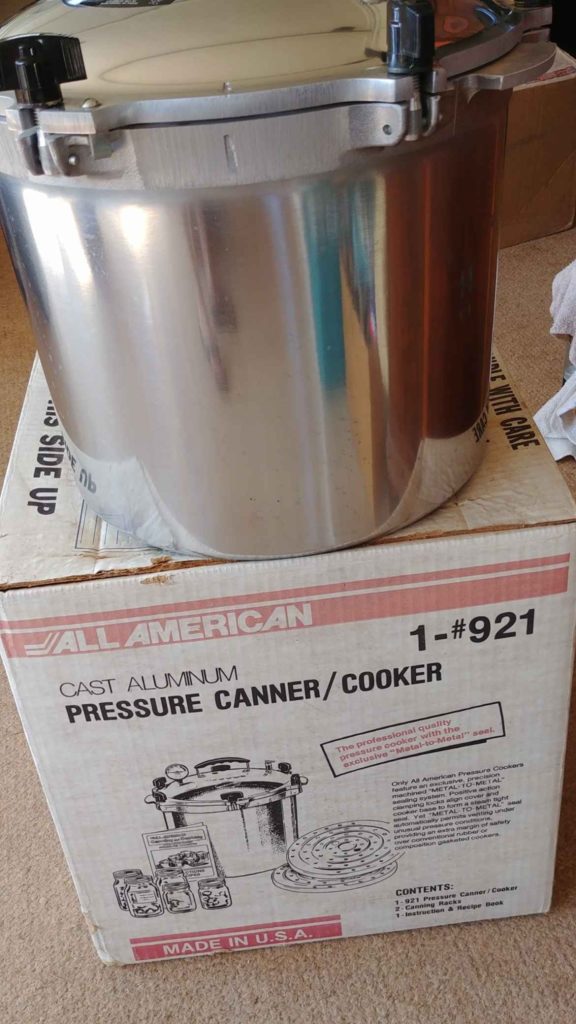 THIS SIDE UP
HANDLE WITH CARE
ALL AMERICAN
1-#921
CAST ALUMINUM
PRESSURE CANNER/COOKER
The professional quality
pressure cooker with the
exclusive "Metal-to-Metal" seal.
Only All American Pressure Cookers
feature an exclusive, precision
machined "METAL-TO-METAL"
sealing system. Positive action
clamping locks align cover and
cooker base to form a steam tight
seal. Yet "METAL TO METAL" seal
automatically permits venting under
unusual pressure conditions,
providing an extra margin of safety
over conventional rubber or
composition gasketed cookers.
CONTENTS:
1-921 Pressure Canner/Cooker
2-Canning Racks
1-Instruction & Recipe Book
MADE IN U.S.A.